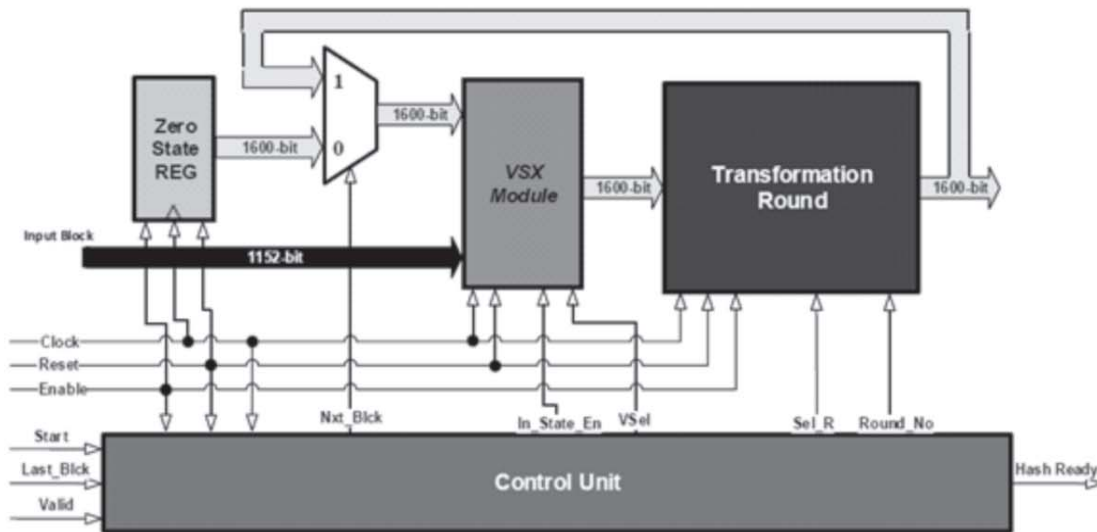 Zero
State
REG
1600-bit
1
0
1600-bit
VSX
Module
1600-bit
Transformation
Round
1600-bit
Input Block
1152-bit
Clock
Reset
Enable
Nxt_Blck
In_State_En
VSel
Sel_R
Round_No
Start
Last_Blck
Valid
Control Unit
Hash Ready